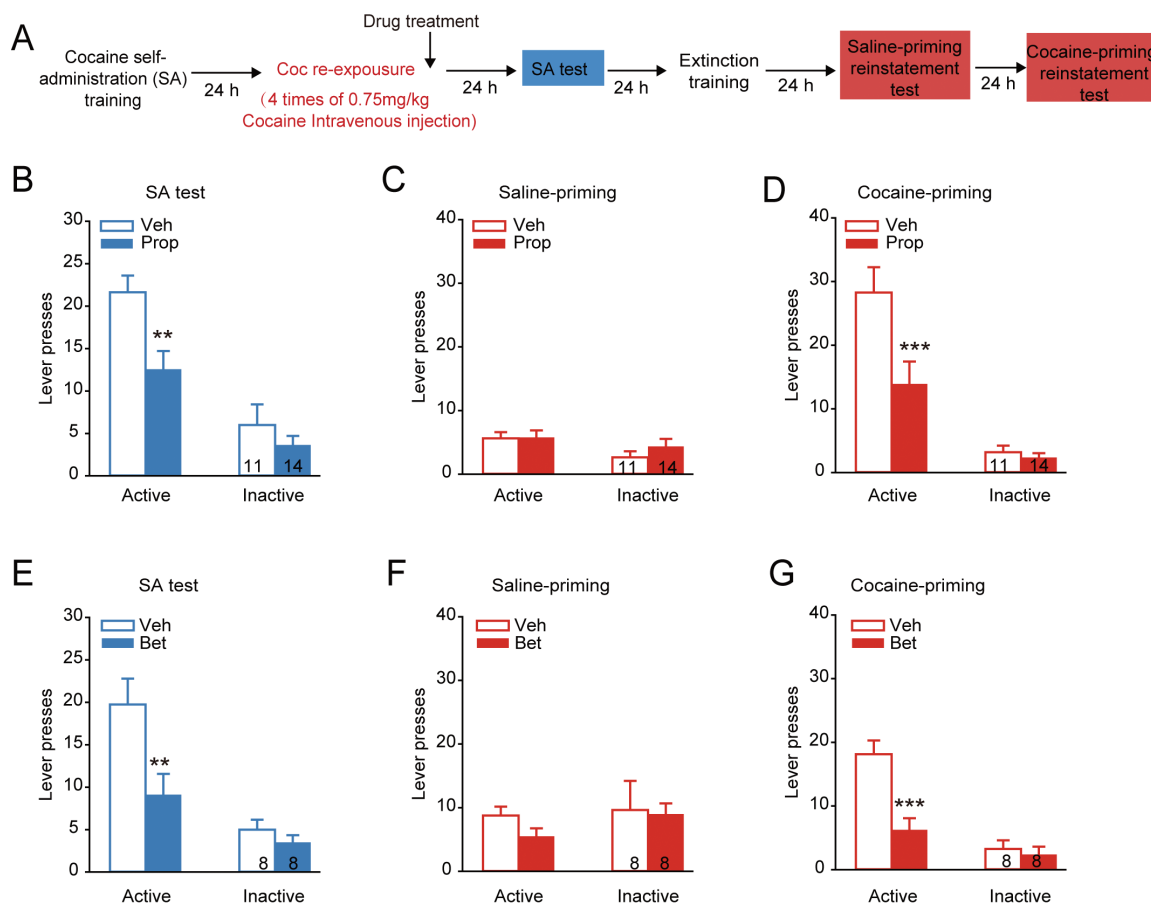 A
Drug treatment
Cocaine self-
administration (SA)
training
24 h
Coc re-expousure
(4 times of 0.75mg/kg
Cocaine Intravenous injection)
24 h
SA test
24 h
Extinction
training
24 h
Saline-priming
reinstatement
test
24 h
Cocaine-priming
reinstatement
test
B
SA test
Veh
Prop
Lever presses
30
25
20
15
10
5
0
**
11
14
Active
Inactive
C
Saline-priming
Veh
Prop
Lever presses
40
30
20
10
0
11
14
Active
Inactive
D
Cocaine-priming
Veh
Prop
Lever presses
40
30
20
10
0
***
11
14
Active
Inactive
E
SA test
Veh
Bet
Lever presses
30
25
20
15
10
5
0
**
8
8
Active
Inactive
F
Saline-priming
Veh
Bet
Lever presses
40
30
20
10
0
8
8
Active
Inactive
G
Cocaine-priming
Veh
Bet
Lever presses
40
30
20
10
0
***
8
8
Active
Inactive